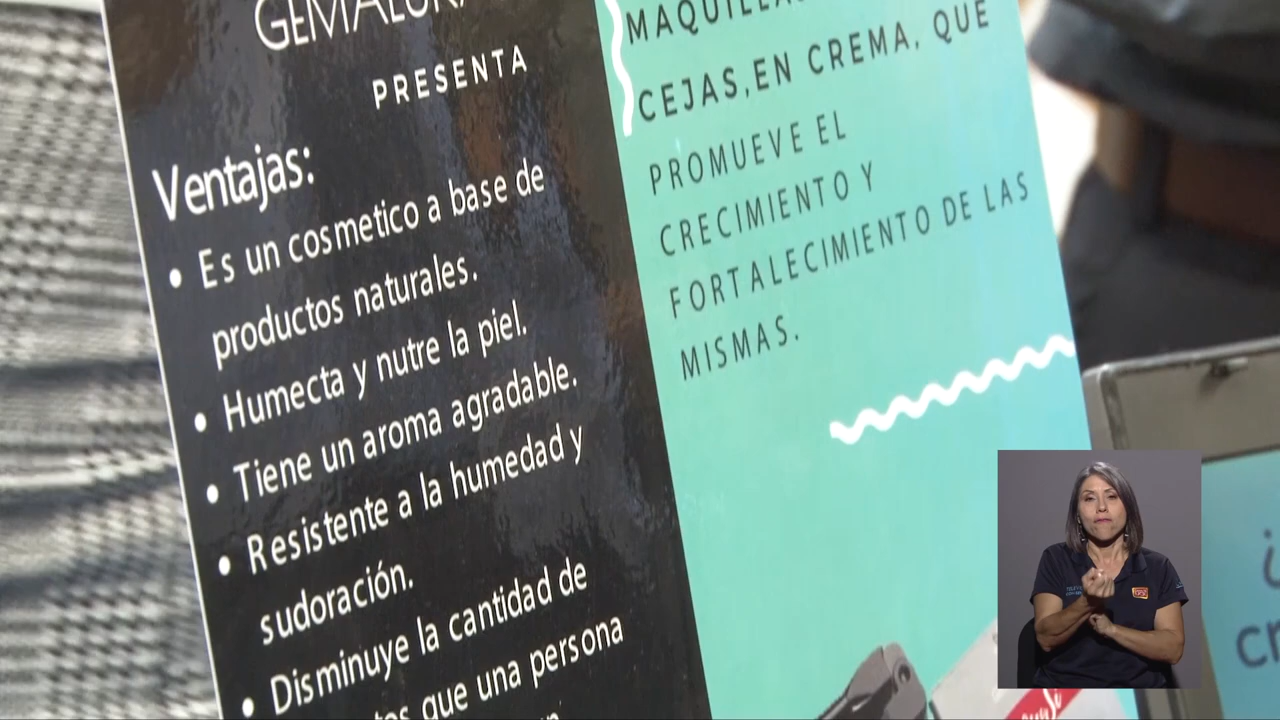 PRESENTA
Ventajas:
• Es un cosmetico a base de
productos naturales.
• Humecta y nutre la piel.
• Tiene un aroma agradable.
• Resistente a la humedad y
sudoración.
• Disminuye la cantidad de
que una persona
CEJAS,EN CREMA, QUE
PROMUEVE EL
CRECIMIENTO Y
FORTALECIMIENTO DE LAS
MISMAS.